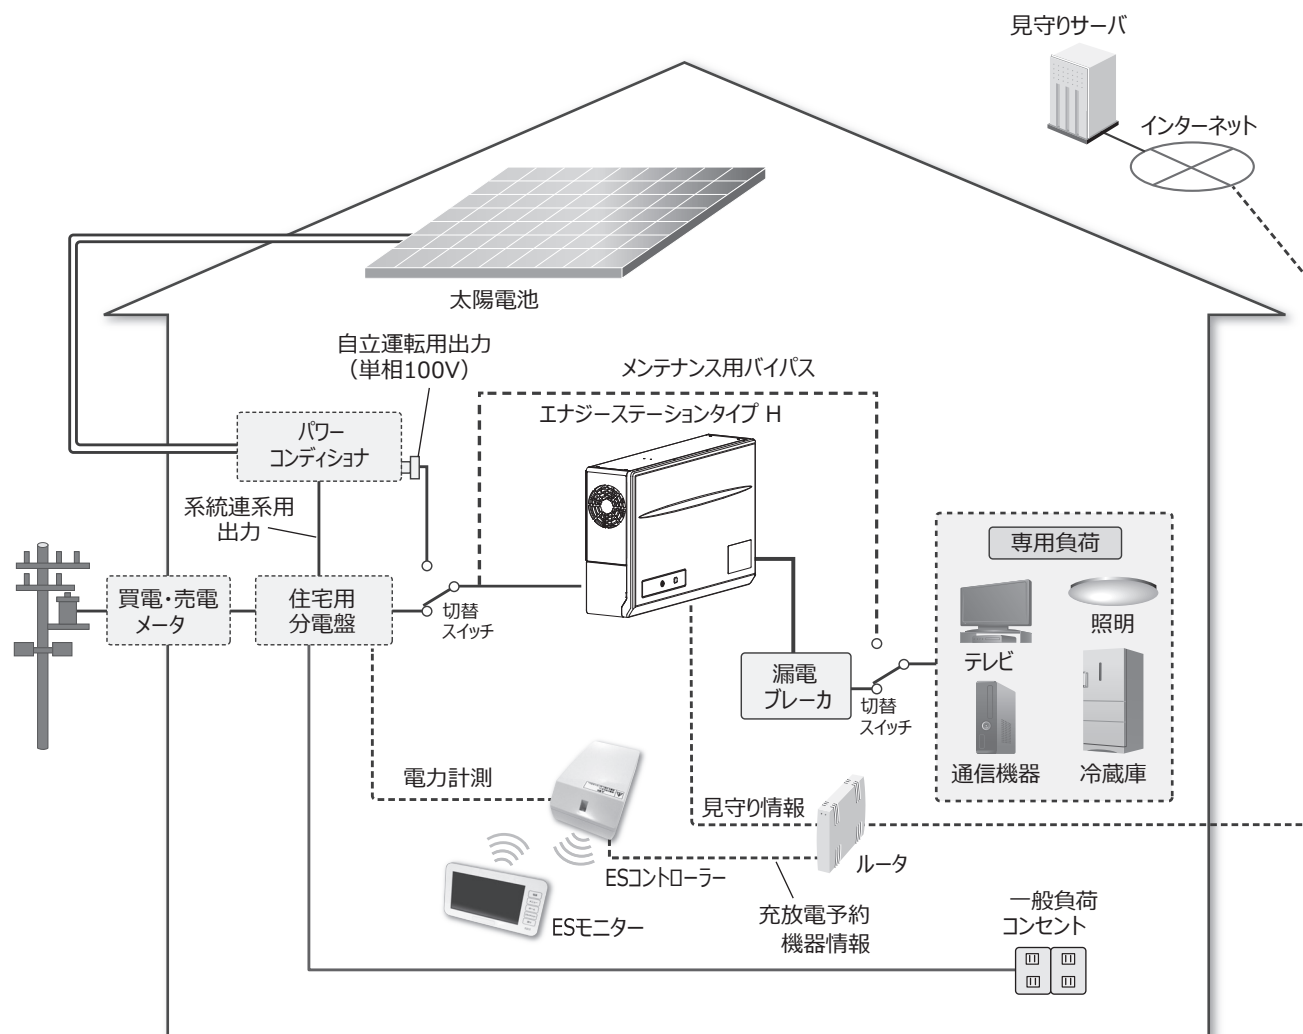 見守りサーバ
インターネット
太陽電池
自立運転用出力
（単相100V）
メンテナンス用バイパス
エナジーステーションタイプ H
パワー
コンディショナ
系統連系用
出力
専用負荷
買電・売電
メータ
住宅用
分電盤
切替
スイッチ
照明
テレビ
漏電
ブレーカ
切替
スイッチ
通信機器
冷蔵庫
電力計測
見守り情報
ルータ
ESコントローラー
ESモニター
充放電予約
機器情報
一般負荷
コンセント